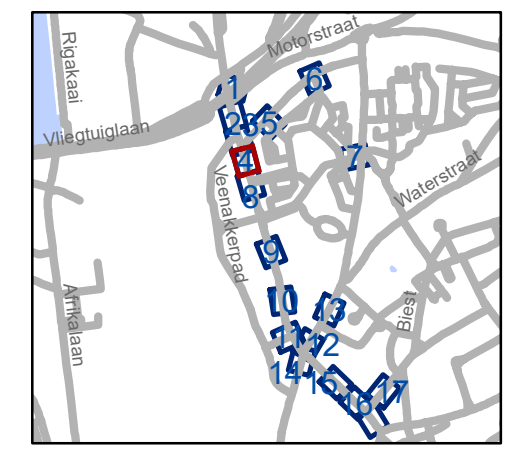 Rigakaai
Motorstraat
Vliegtuiglaan
Veenakkerpad
Waterstraat
Afrikalaan
Biest
1
2
3
5
6
4
7
8
9
10
13
11
12
14
15
16
17